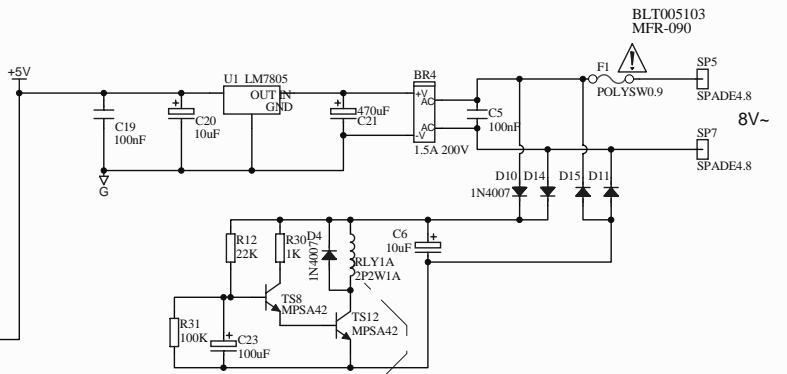 BLT005103
MFR-090
+5V
U1 LM7805
OUT IN
GND
BR4
+V
AC
AC
-V
1.5A 200V
F1
POLYSW0.9
SP5
SPADE4.8
8V~
SP7
SPADE4.8
C19
100nF
C20
10uF
470uF
C21
C5
100nF
G
D10 D14 D15 D11
1N4007
R12
22K
R30
1K
D4
1N4007
RLY1A
2P2W1A
C6
10uF
TS8
MPSA42
TS12
MPSA42
R31
100K
C23
100uF